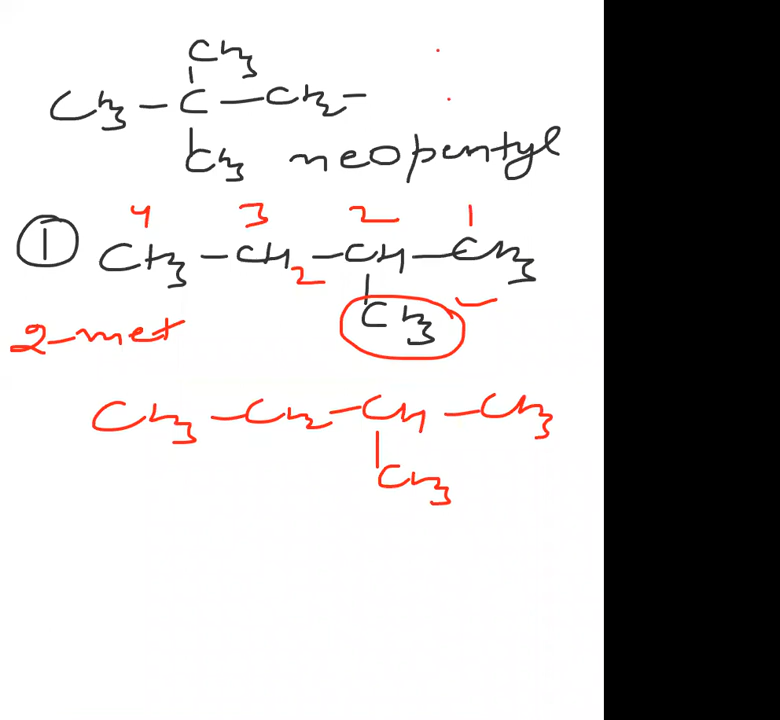 CH3
CH3 – C – CH2 –
CH3 neopentyl
4 3 2 1
① CH3 – CH2 – CH – CH3
CH3
2-met
CH3 – CH2 – CH – CH3
CH3